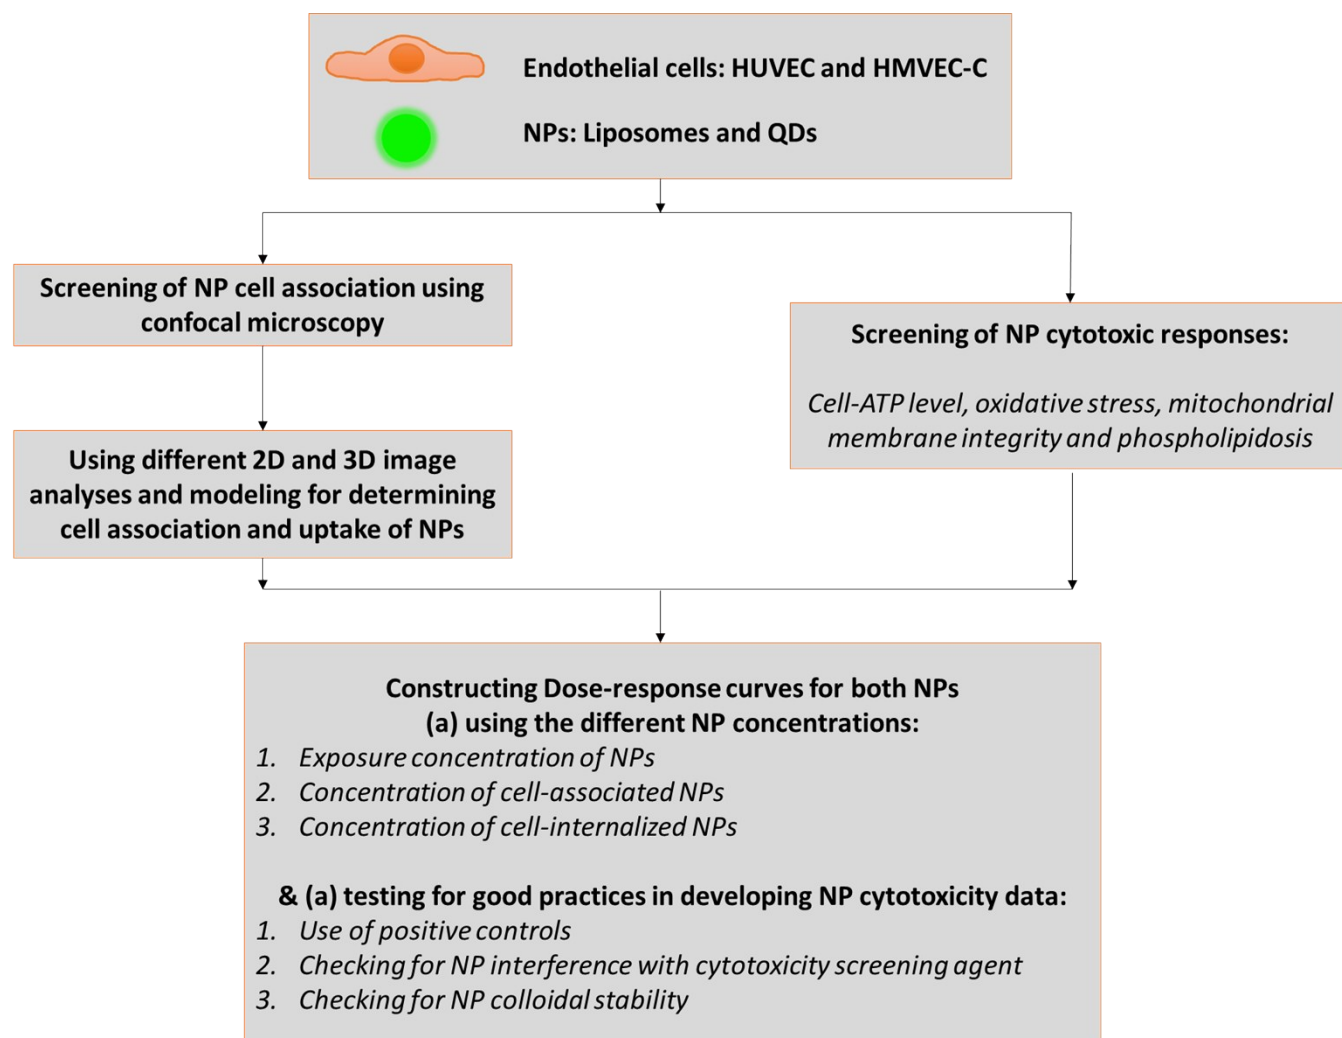 Endothelial cells: HUVEC and HMVEC-C
NPs: Liposomes and QDs
Screening of NP cell association using
confocal microscopy
Using different 2D and 3D image
analyses and modeling for determining
cell association and uptake of NPs
Screening of NP cytotoxic responses:
Cell-ATP level, oxidative stress, mitochondrial
membrane integrity and phospholipidosis
Constructing Dose-response curves for both NPs
(a) using the different NP concentrations:
1. Exposure concentration of NPs
2. Concentration of cell-associated NPs
3. Concentration of cell-internalized NPs
& (a) testing for good practices in developing NP cytotoxicity data:
1. Use of positive controls
2. Checking for NP interference with cytotoxicity screening agent
3. Checking for NP colloidal stability